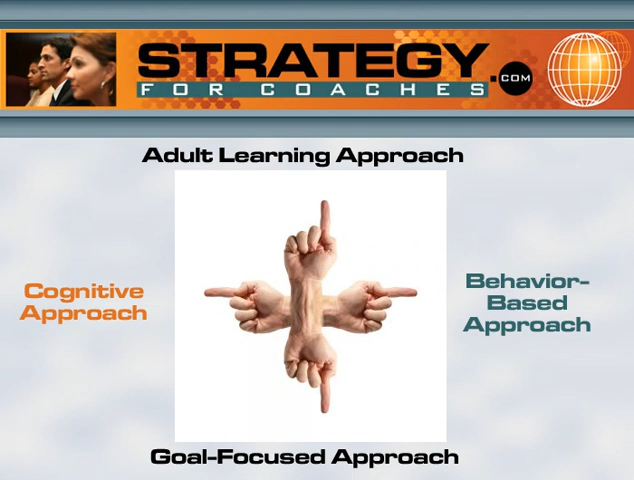 STRATEGY.COM
FOR COACHES
Adult Learning Approach
Cognitive
Approach
Behavior-
Based
Approach
Goal-Focused Approach